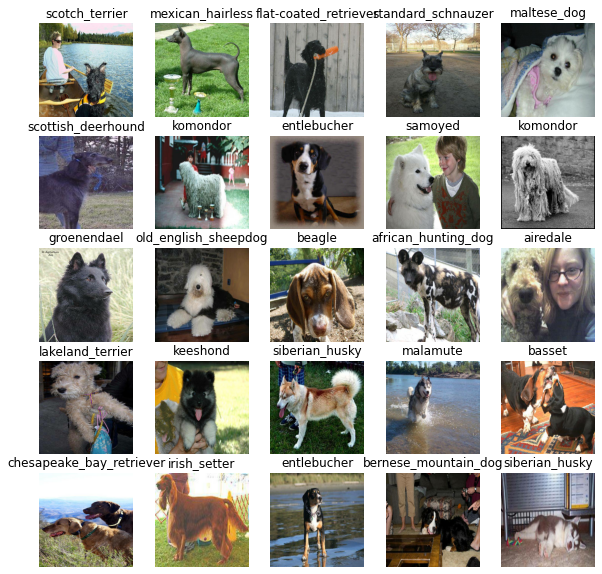 scotch_terrier
mexican_hairless
flat-coated_retriever
standard_schnauzer
maltese_dog
scottish_deerhound
komondor
entlebucher
samoyed
komondor
groenendael
old_english_sheepdog
beagle
african_hunting_dog
airedale
lakeland_terrier
keeshond
siberian_husky
malamute
basset
chesapeake_bay_retriever
irish_setter
entlebucher
bernese_mountain_dog
siberian_husky